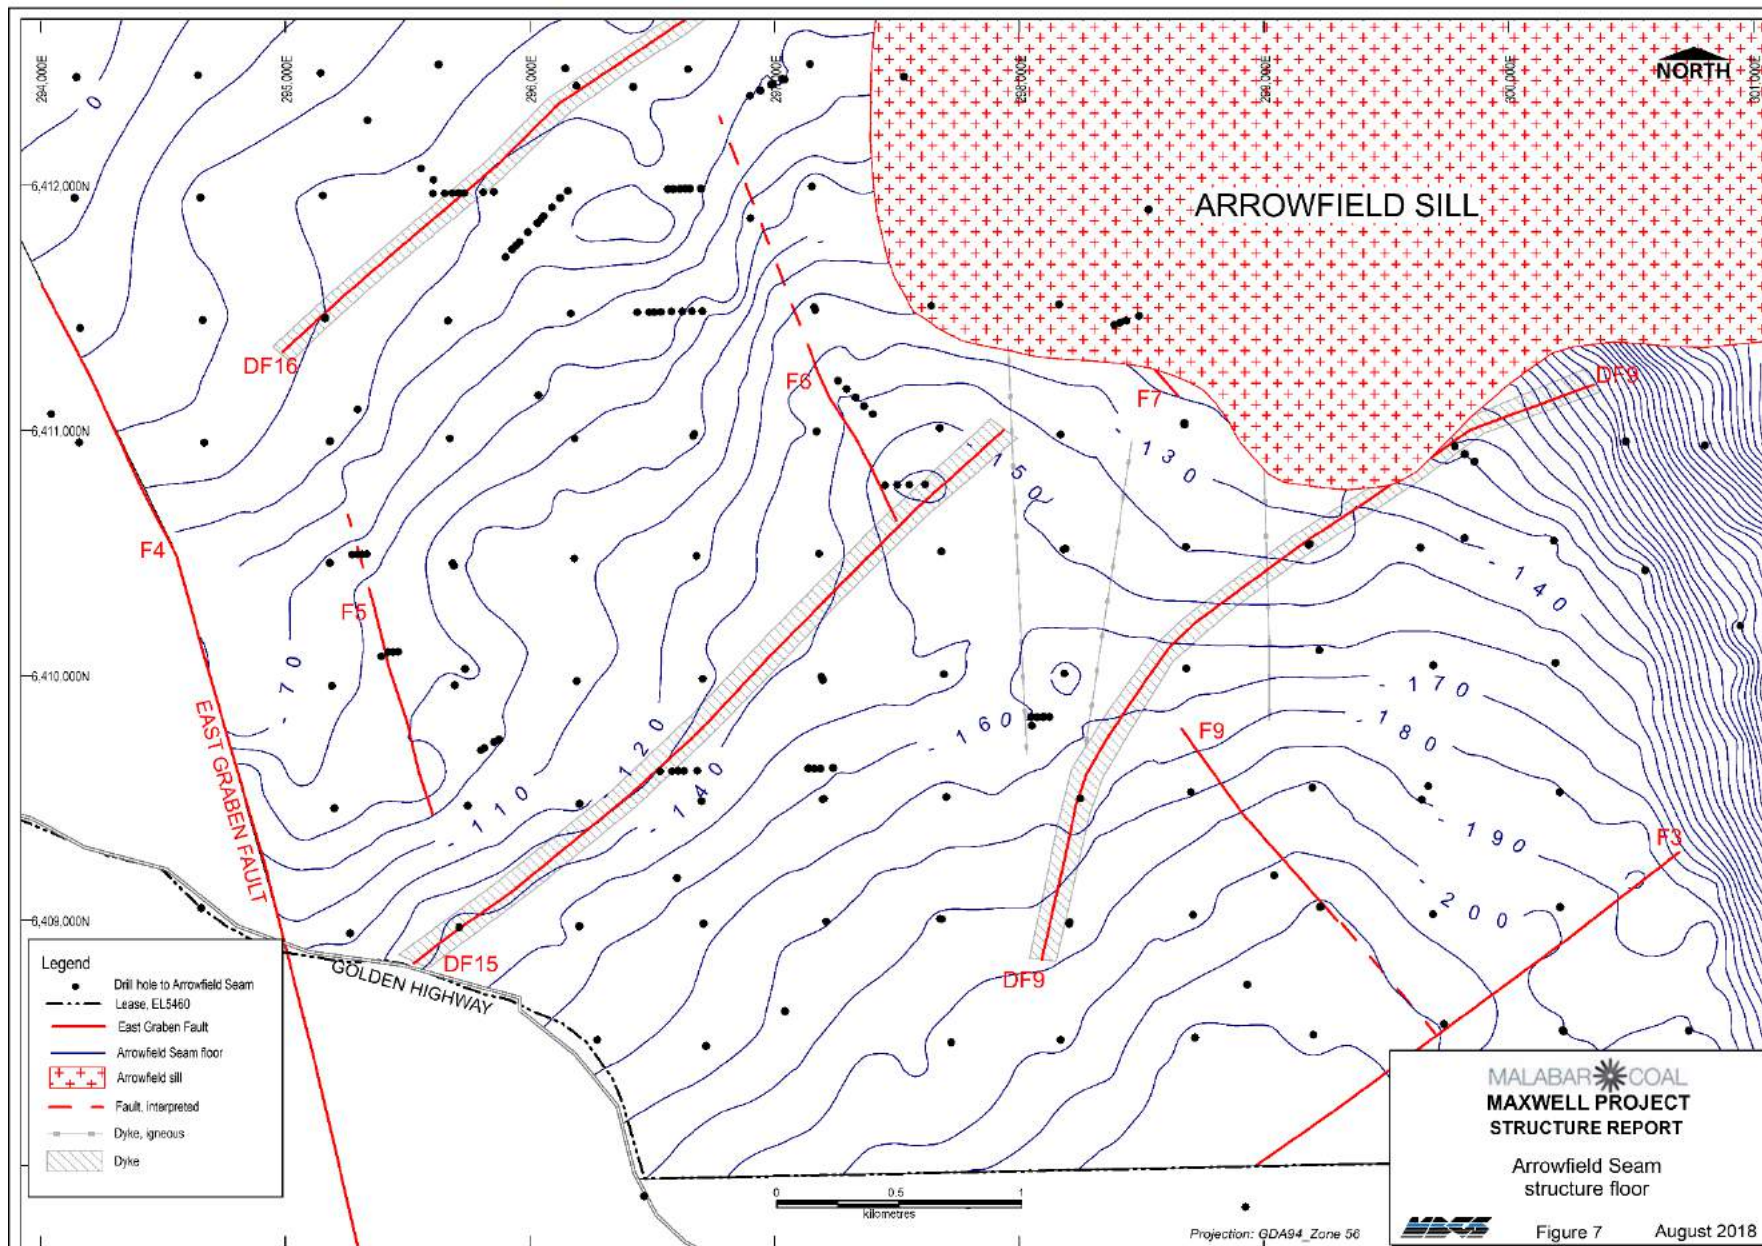 294,000E
295,000E
296,000E
297,000E
298,000E
299,000E
300,000E
301,000E
NORTH
0
6,412,000N
ARROWFIELD SILL
DF16
F6
F7
DF9
6,411,000N
-130
-150
F4
-140
F5
-70
6,410,000N
-170
-160
F9
-180
EAST GRABEN FAULT
-120
-140
-110
-190
F3
-200
6,409,000N
DF15
DF9
GOLDEN HIGHWAY
Legend
Drill hole to Arrowfield Seam
Lease, EL5460
East Graben Fault
Arrowfield Seam floor
Arrowfield sill
Fault, interpreted
Dyke, igneous
Dyke
0 0.5 1
kilometres
Projection: GDA94_Zone 56
MALABAR COAL
MAXWELL PROJECT
STRUCTURE REPORT
Arrowfield Seam
structure floor
Figure 7 August 2018